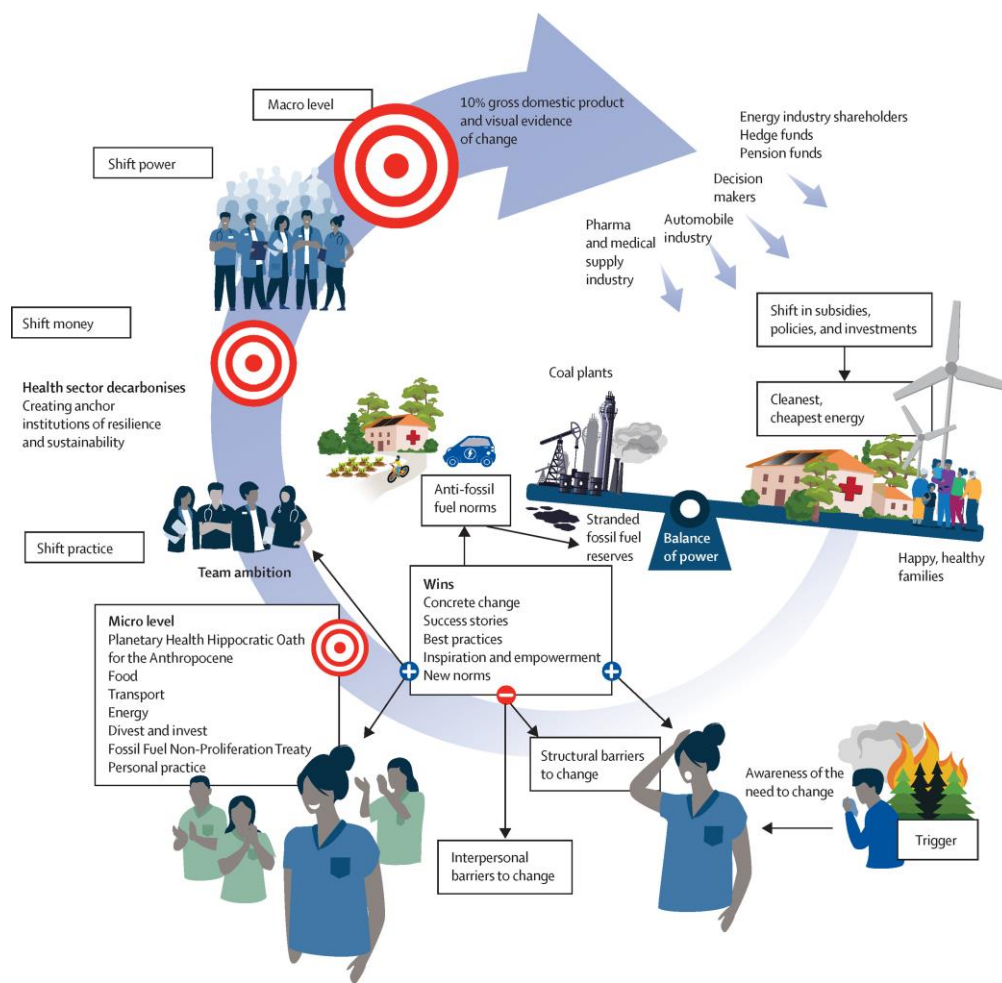 Macro level
10% gross domestic product
and visual evidence
of change
Energy industry shareholders
Hedge funds
Pension funds
Decision
makers
Automobile
industry
Pharma
and medical
supply
industry
Shift power
Shift money
Health sector decarbonises
Creating anchor
institutions of resilience
and sustainability
Shift in subsidies,
policies, and investments
Cleanest,
cheapest energy
Coal plants
Anti-fossil
fuel norms
Stranded
fossil fuel
reserves
Balance
of power
Happy, healthy
families
Shift practice
Team ambition
Wins
Concrete change
Success stories
Best practices
Inspiration and empowerment
New norms
Micro level
Planetary Health Hippocratic Oath
for the Anthropocene
Food
Transport
Energy
Divest and invest
Fossil Fuel Non-Proliferation Treaty
Personal practice
Structural barriers
to change
Interpersonal
barriers to change
Awareness of the
need to change
Trigger